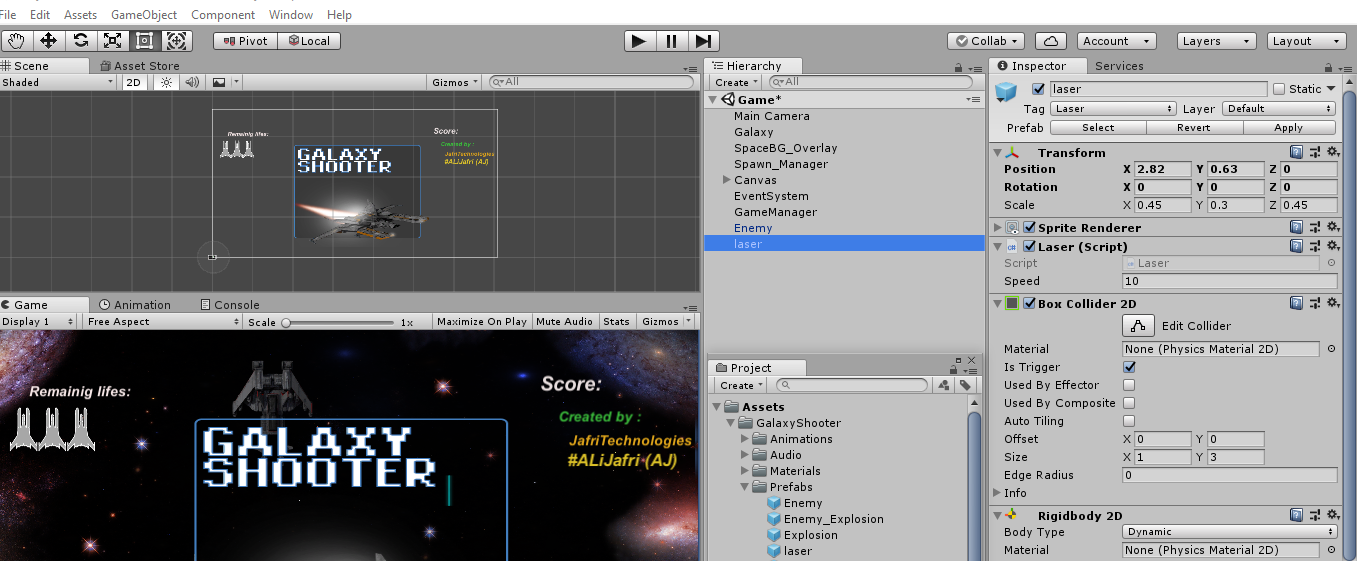 File Edit Assets GameObject Component Window Help
Pivot Local Collab Account Layers Layout
Scene Asset Store
Shaded 2D Gizmos All
Remainig lifes:
Score:
Created by :
JafriTechnologies
#ALiJafri (AJ)
GALAXY
SHOOTER
Game Animation Console
Display 1 Free Aspect Scale 1x Maximize On Play Mute Audio Stats Gizmos
Remainig lifes:
Score:
Created by :
JafriTechnologies
#ALiJafri (AJ)
GALAXY
SHOOTER
Hierarchy
Create All
Game*
Main Camera
Galaxy
SpaceBG_Overlay
Spawn_Manager
Canvas
EventSystem
GameManager
Enemy
laser
Project
Create
Assets
GalaxyShooter
Animations
Audio
Materials
Prefabs
Enemy
Enemy_Explosion
Explosion
laser
Inspector Services
laser Static
Tag Laser Layer Default
Prefab Select Revert Apply
Transform
Position X 2.82 Y 0.63 Z 0
Rotation X 0 Y 0 Z 0
Scale X 0.45 Y 0.3 Z 0.45
Sprite Renderer
C# Laser (Script)
Script Laser
Speed 10
Box Collider 2D
Edit Collider
Material None (Physics Material 2D)
Is Trigger
Used By Effector
Used By Composite
Auto Tiling
Offset X 0 Y 0
Size X 1 Y 3
Edge Radius 0
Info
Rigidbody 2D
Body Type Dynamic
Material None (Physics Material 2D)